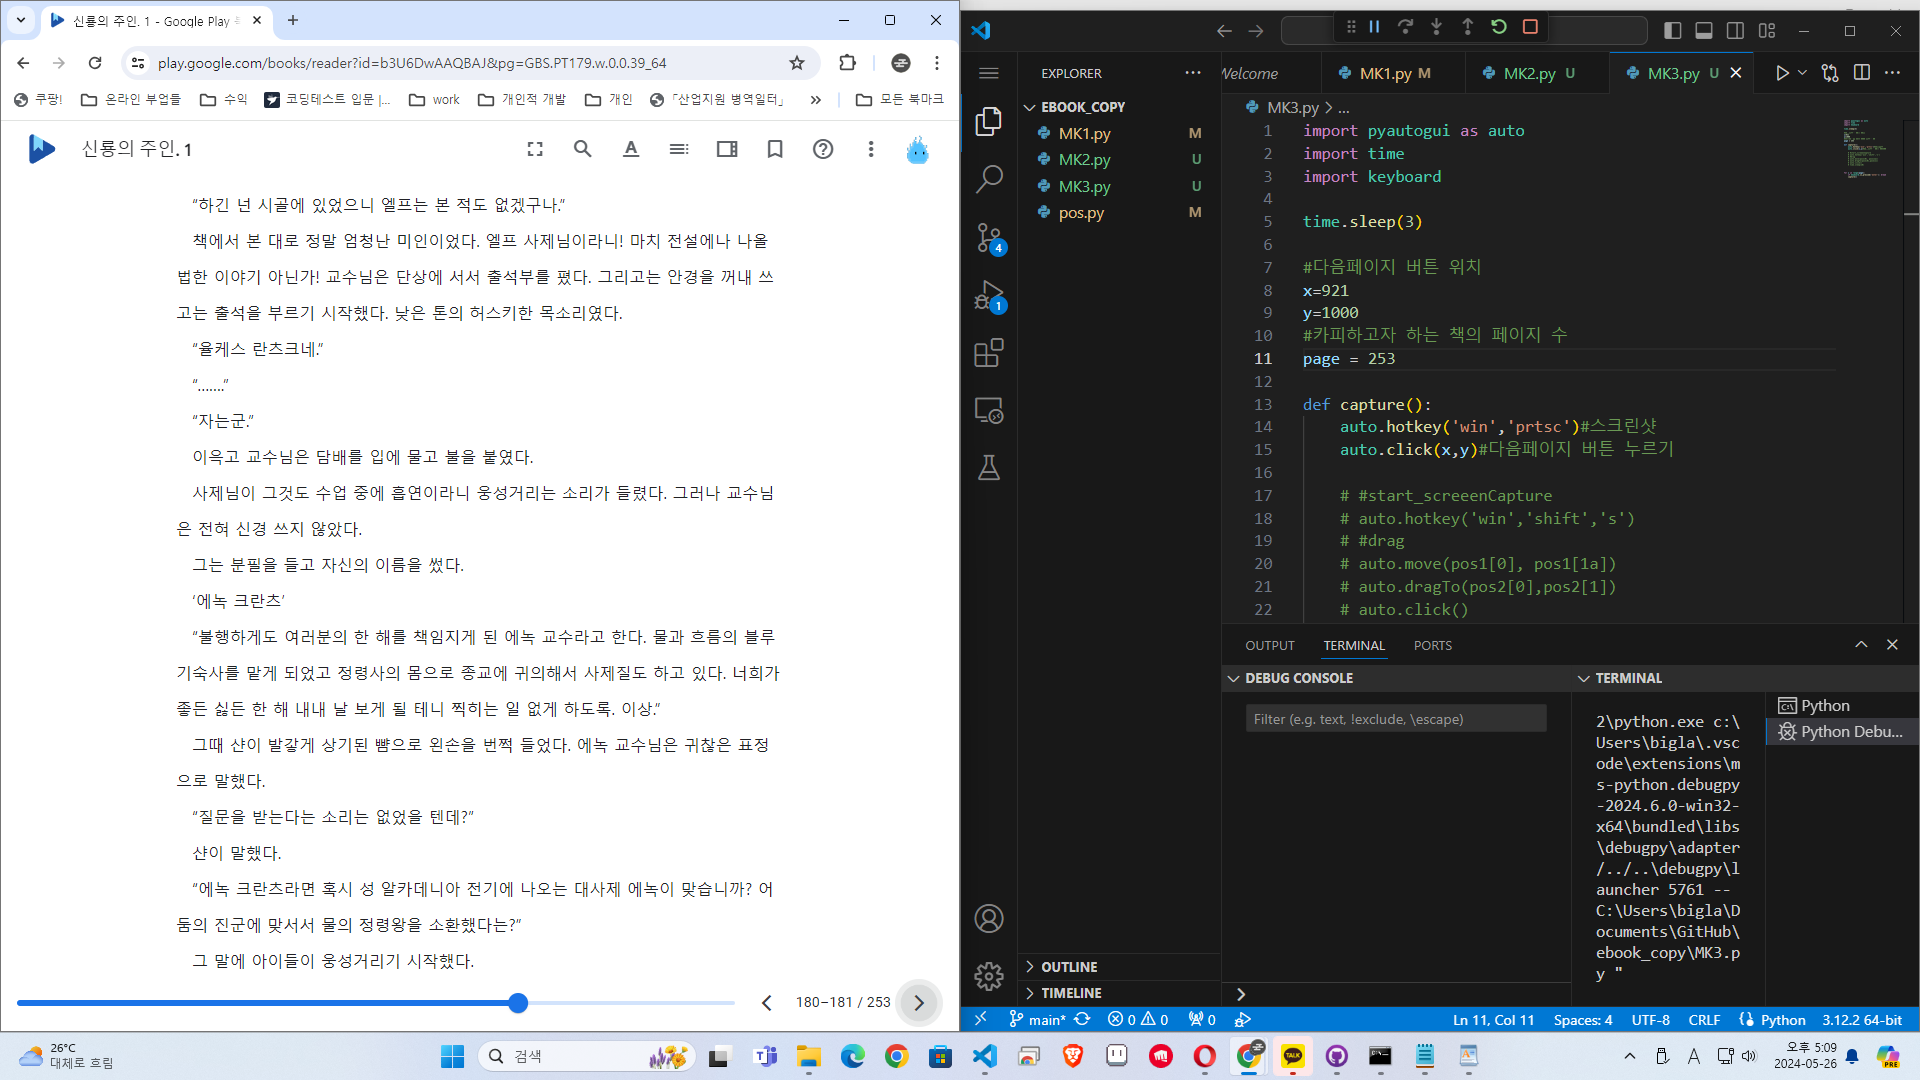 신룡의 주인. 1 - Google Play
play.google.com/books/reader?id=b3U6DwAAQBAJ&pg=GBS.PT179.w.0.0.39_64
쿠팡! 온라인 부업들 수익 코딩테스트 입문 |... work 개인적 개발 개인 「산업지원 병역일터」 » 모든 북마크
신룡의 주인. 1
“하긴 넌 시골에 있었으니 엘프는 본 적도 없겠구나.”
책에서 본 대로 정말 엄청난 미인이었다. 엘프 사제님이라니! 마치 전설에나 나올
법한 이야기 아닌가! 교수님은 단상에 서서 출석부를 폈다. 그리고는 안경을 꺼내 쓰
고는 출석을 부르기 시작했다. 낮은 톤의 허스키한 목소리였다.
“율케스 란츠크네.”
“…….”
“자는군.”
이윽고 교수님은 담배를 입에 물고 불을 붙였다.
사제님이 그것도 수업 중에 흡연이라니 웅성거리는 소리가 들렸다. 그러나 교수님
은 전혀 신경 쓰지 않았다.
그는 분필을 들고 자신의 이름을 썼다.
‘에녹 크란츠’
“불행하게도 여러분의 한 해를 책임지게 된 에녹 교수라고 한다. 물과 흐름의 블루
기숙사를 맡게 되었고 정령사의 몸으로 종교에 귀의해서 사제질도 하고 있다. 너희가
좋든 싫든 한 해 내내 날 보게 될 테니 찍히는 일 없게 하도록. 이상.”
그때 샨이 발갛게 상기된 뺨으로 왼손을 번쩍 들었다. 에녹 교수님은 귀찮은 표정
으로 말했다.
“질문을 받는다는 소리는 없었을 텐데?”
샨이 말했다.
“에녹 크란츠라면 혹시 성 알카데니아 전기에 나오는 대사제 에녹이 맞습니까? 어
둠의 진군에 맞서서 물의 정령왕을 소환했다는?”
그 말에 아이들이 웅성거리기 시작했다.
180–181 / 253
EXPLORER
EBOOK_COPY
MK1.py M
MK2.py U
MK3.py U
pos.py M
4
1
OUTLINE
TIMELINE
Welcome MK1.py M MK2.py U MK3.py U
MK3.py > ...
1 import pyautogui as auto
2 import time
3 import keyboard
4
5 time.sleep(3)
6
7 #다음페이지 버튼 위치
8 x=921
9 y=1000
10 #카피하고자 하는 책의 페이지 수
11 page = 253
12
13 def capture():
14 auto.hotkey('win','prtsc')#스크린샷
15 auto.click(x,y)#다음페이지 버튼 누르기
16
17 # #start_screeenCapture
18 # auto.hotkey('win','shift','s')
19 # #drag
20 # auto.move(pos1[0], pos1[1a])
21 # auto.dragTo(pos2[0],pos2[1])
22 # auto.click()
OUTPUT TERMINAL PORTS
DEBUG CONSOLE
Filter (e.g. text, !exclude, \escape)
TERMINAL
2\python.exe c:\
Users\bigla\.vsc
ode\extensions\m
s-python.debugpy
-2024.6.0-win32-
x64\bundled\libs
\debugpy\adapter
/../..\debugpy\l
auncher 5761 --
C:\Users\bigla\D
ocuments\GitHub\
ebook_copy\MK3.p
y "
Python
Python Debu...
main* 0 0 0 Ln 11, Col 11 Spaces: 4 UTF-8 CRLF Python 3.12.2 64-bit
26°C
대체로 흐림
검색
TALK
A
오후 5:09
2024-05-26
PRE